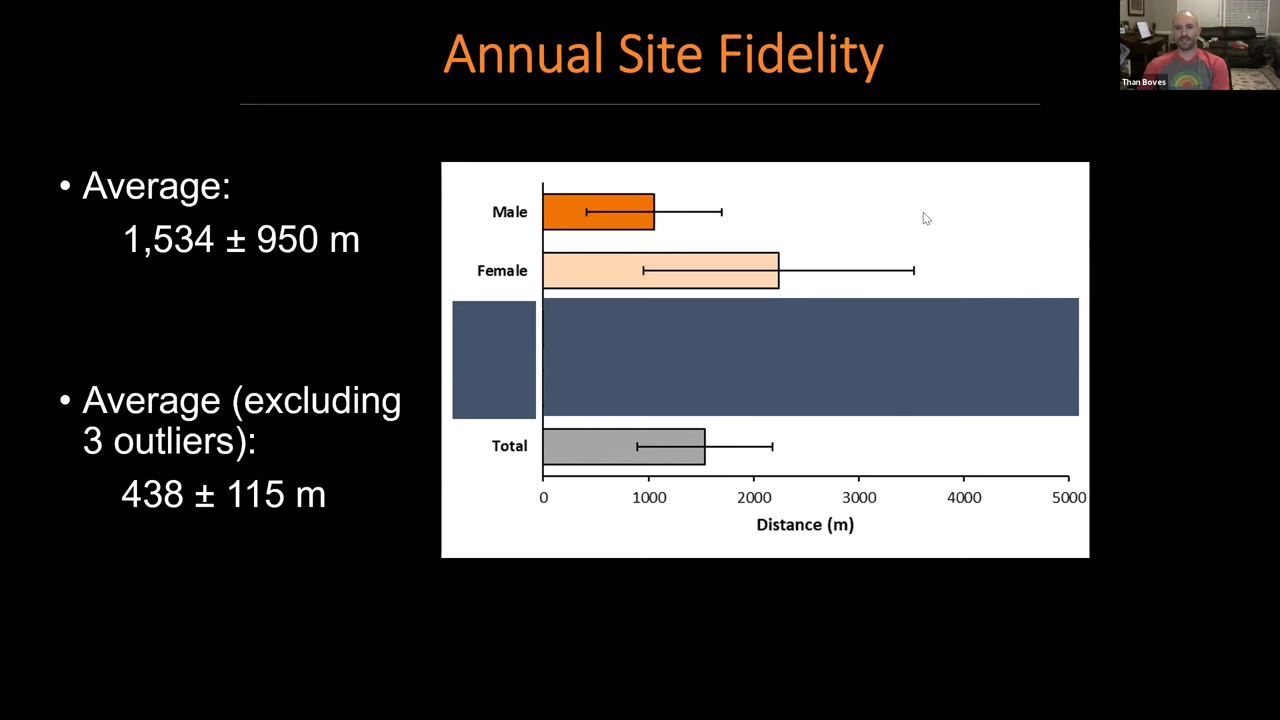 Annual Site Fidelity
Than Boves
• Average:
1,534 ± 950 m
• Average (excluding
3 outliers):
438 ± 115 m
Male
Female
Total
0 1000 2000 3000 4000 5000
Distance (m)